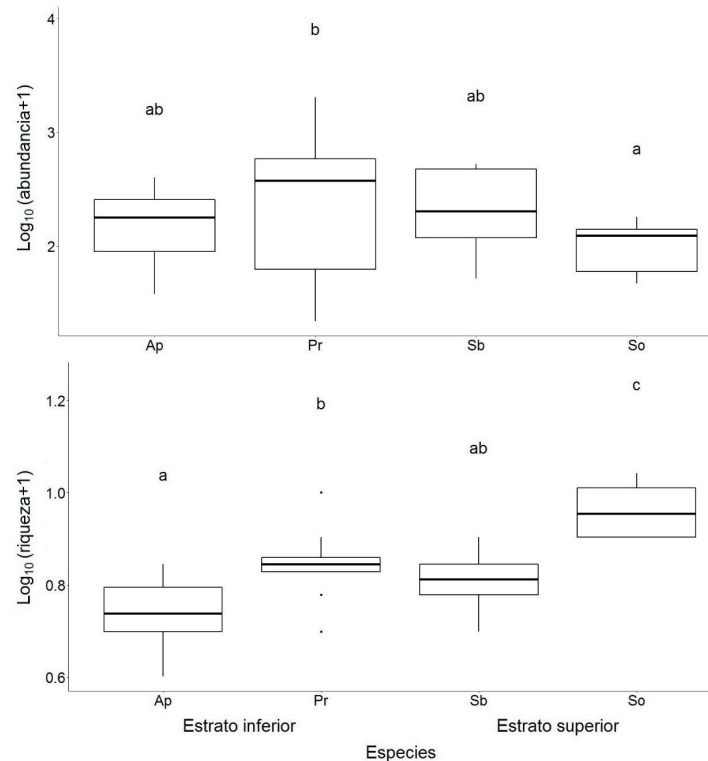 4
b
ab
ab
3
a
Log₁₀ (abundancia+1)
2
Ap Pr Sb So
c
1.2
b
ab
a
1.0
Log₁₀ (riqueza+1)
0.8
0.6
Ap Pr Sb So
Estrato inferior Estrato superior
Especies